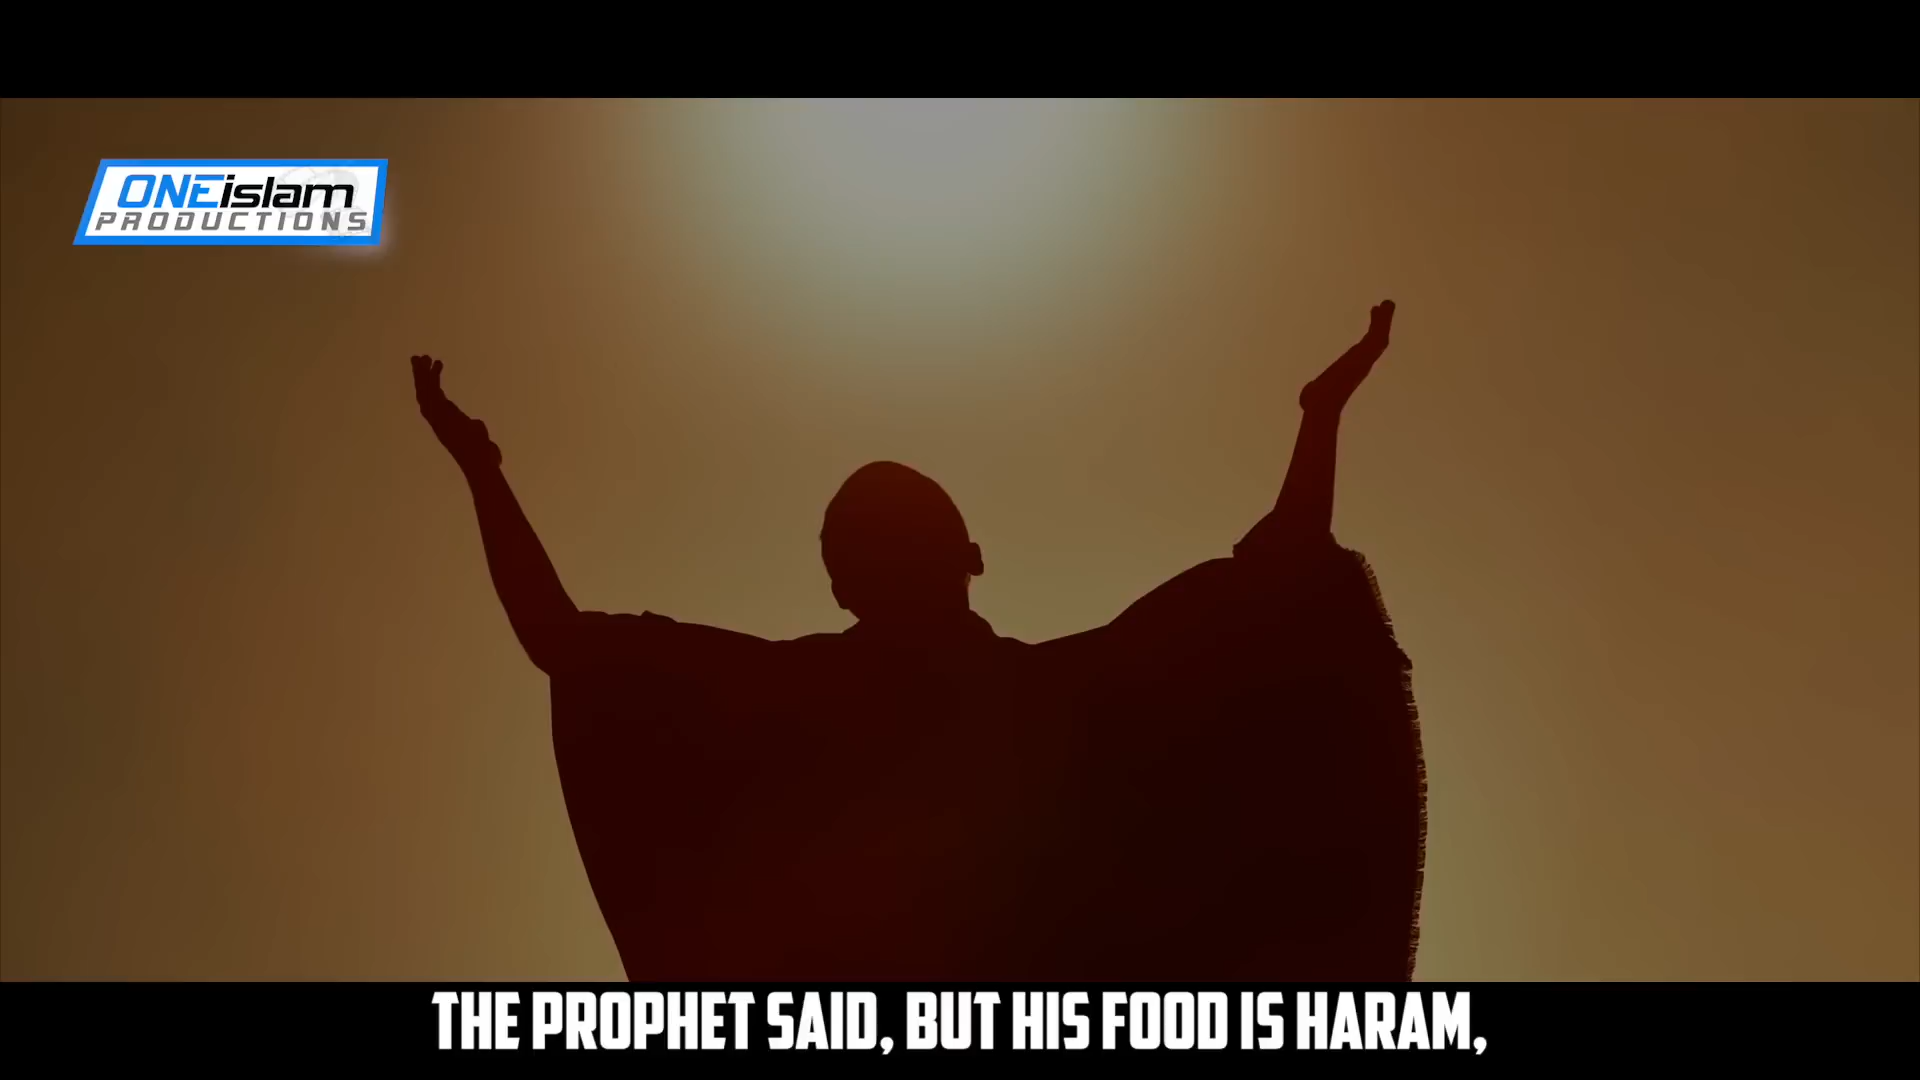 ONEislam
PRODUCTIONS
THE PROPHET SAID, BUT HIS FOOD IS HARAM,